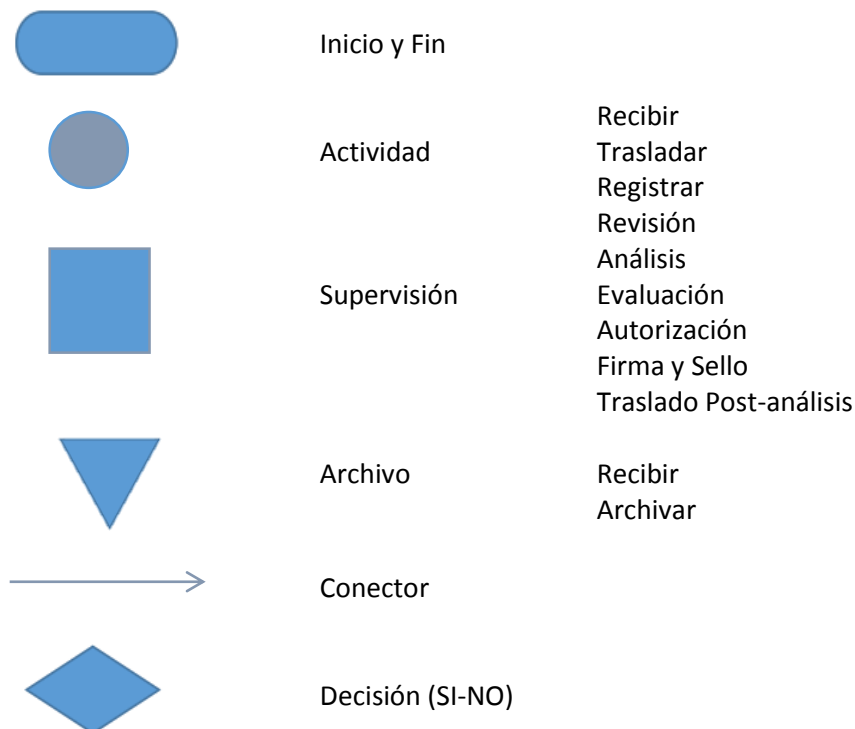 Inicio y Fin
Actividad
Recibir
Trasladar
Registrar
Supervisión
Revisión
Análisis
Evaluación
Autorización
Firma y Sello
Traslado Post-análisis
Archivo
Recibir
Archivar
Conector
Decisión (SI-NO)